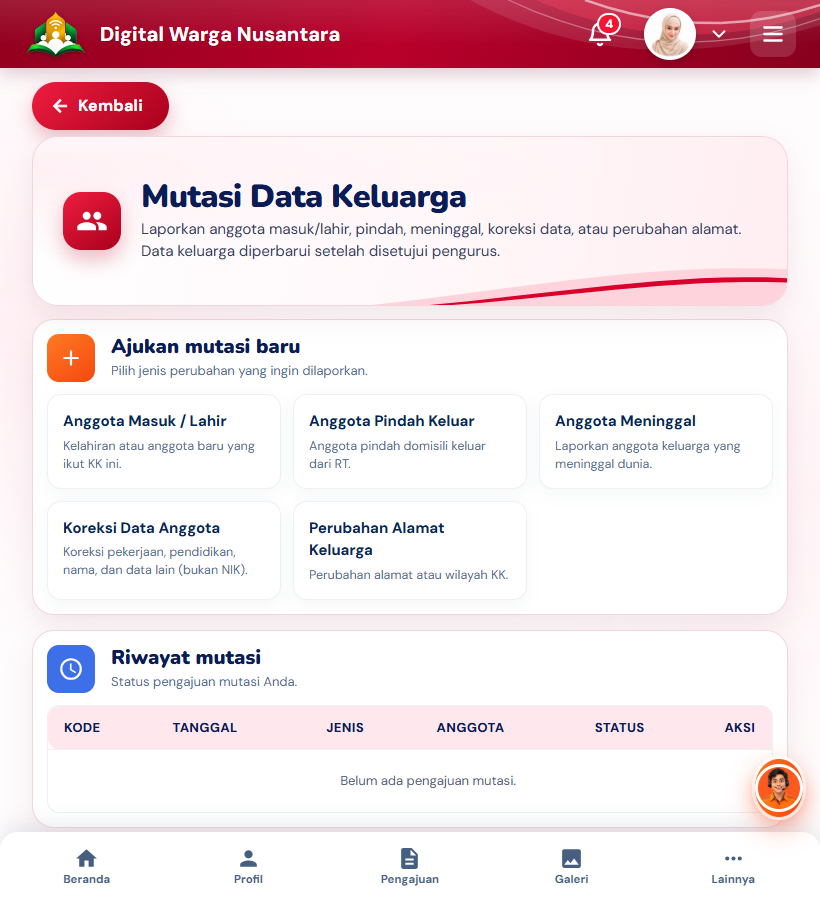 Digital Warga Nusantara
4
Kembali
Mutasi Data Keluarga
Laporkan anggota masuk/lahir, pindah, meninggal, koreksi data, atau perubahan alamat.
Data keluarga diperbarui setelah disetujui pengurus.
Ajukan mutasi baru
Pilih jenis perubahan yang ingin dilaporkan.
Anggota Masuk / Lahir
Kelahiran atau anggota baru yang
ikut KK ini.
Anggota Pindah Keluar
Anggota pindah domisili keluar
dari RT.
Anggota Meninggal
Laporkan anggota keluarga yang
meninggal dunia.
Koreksi Data Anggota
Koreksi pekerjaan, pendidikan,
nama, dan data lain (bukan NIK).
Perubahan Alamat
Keluarga
Perubahan alamat atau wilayah KK.
Riwayat mutasi
Status pengajuan mutasi Anda.
KODE TANGGAL JENIS ANGGOTA STATUS AKSI
Belum ada pengajuan mutasi.
Beranda Profil Pengajuan Galeri Lainnya